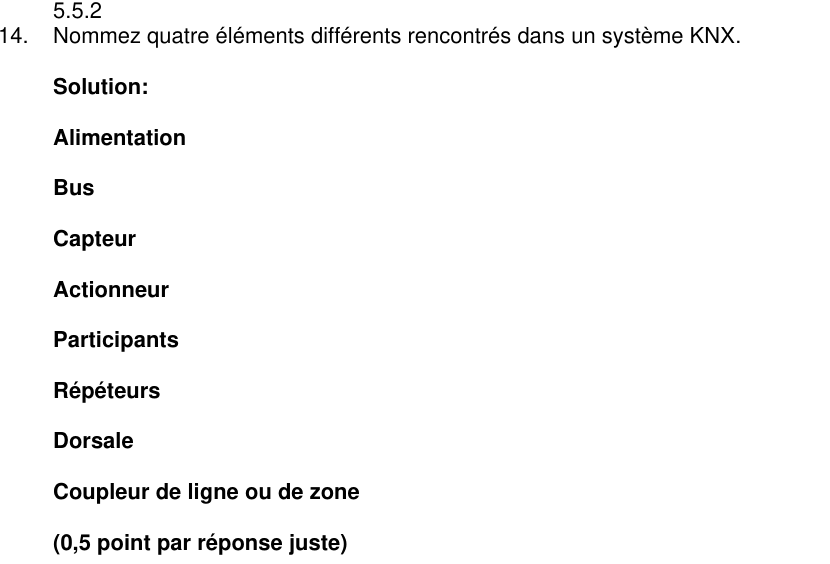 5.5.2
14. Nommez quatre éléments différents rencontrés dans un système KNX.
Solution:
Alimentation
Bus
Capteur
Actionneur
Participants
Répéteurs
Dorsale
Coupleur de ligne ou de zone
(0,5 point par réponse juste)